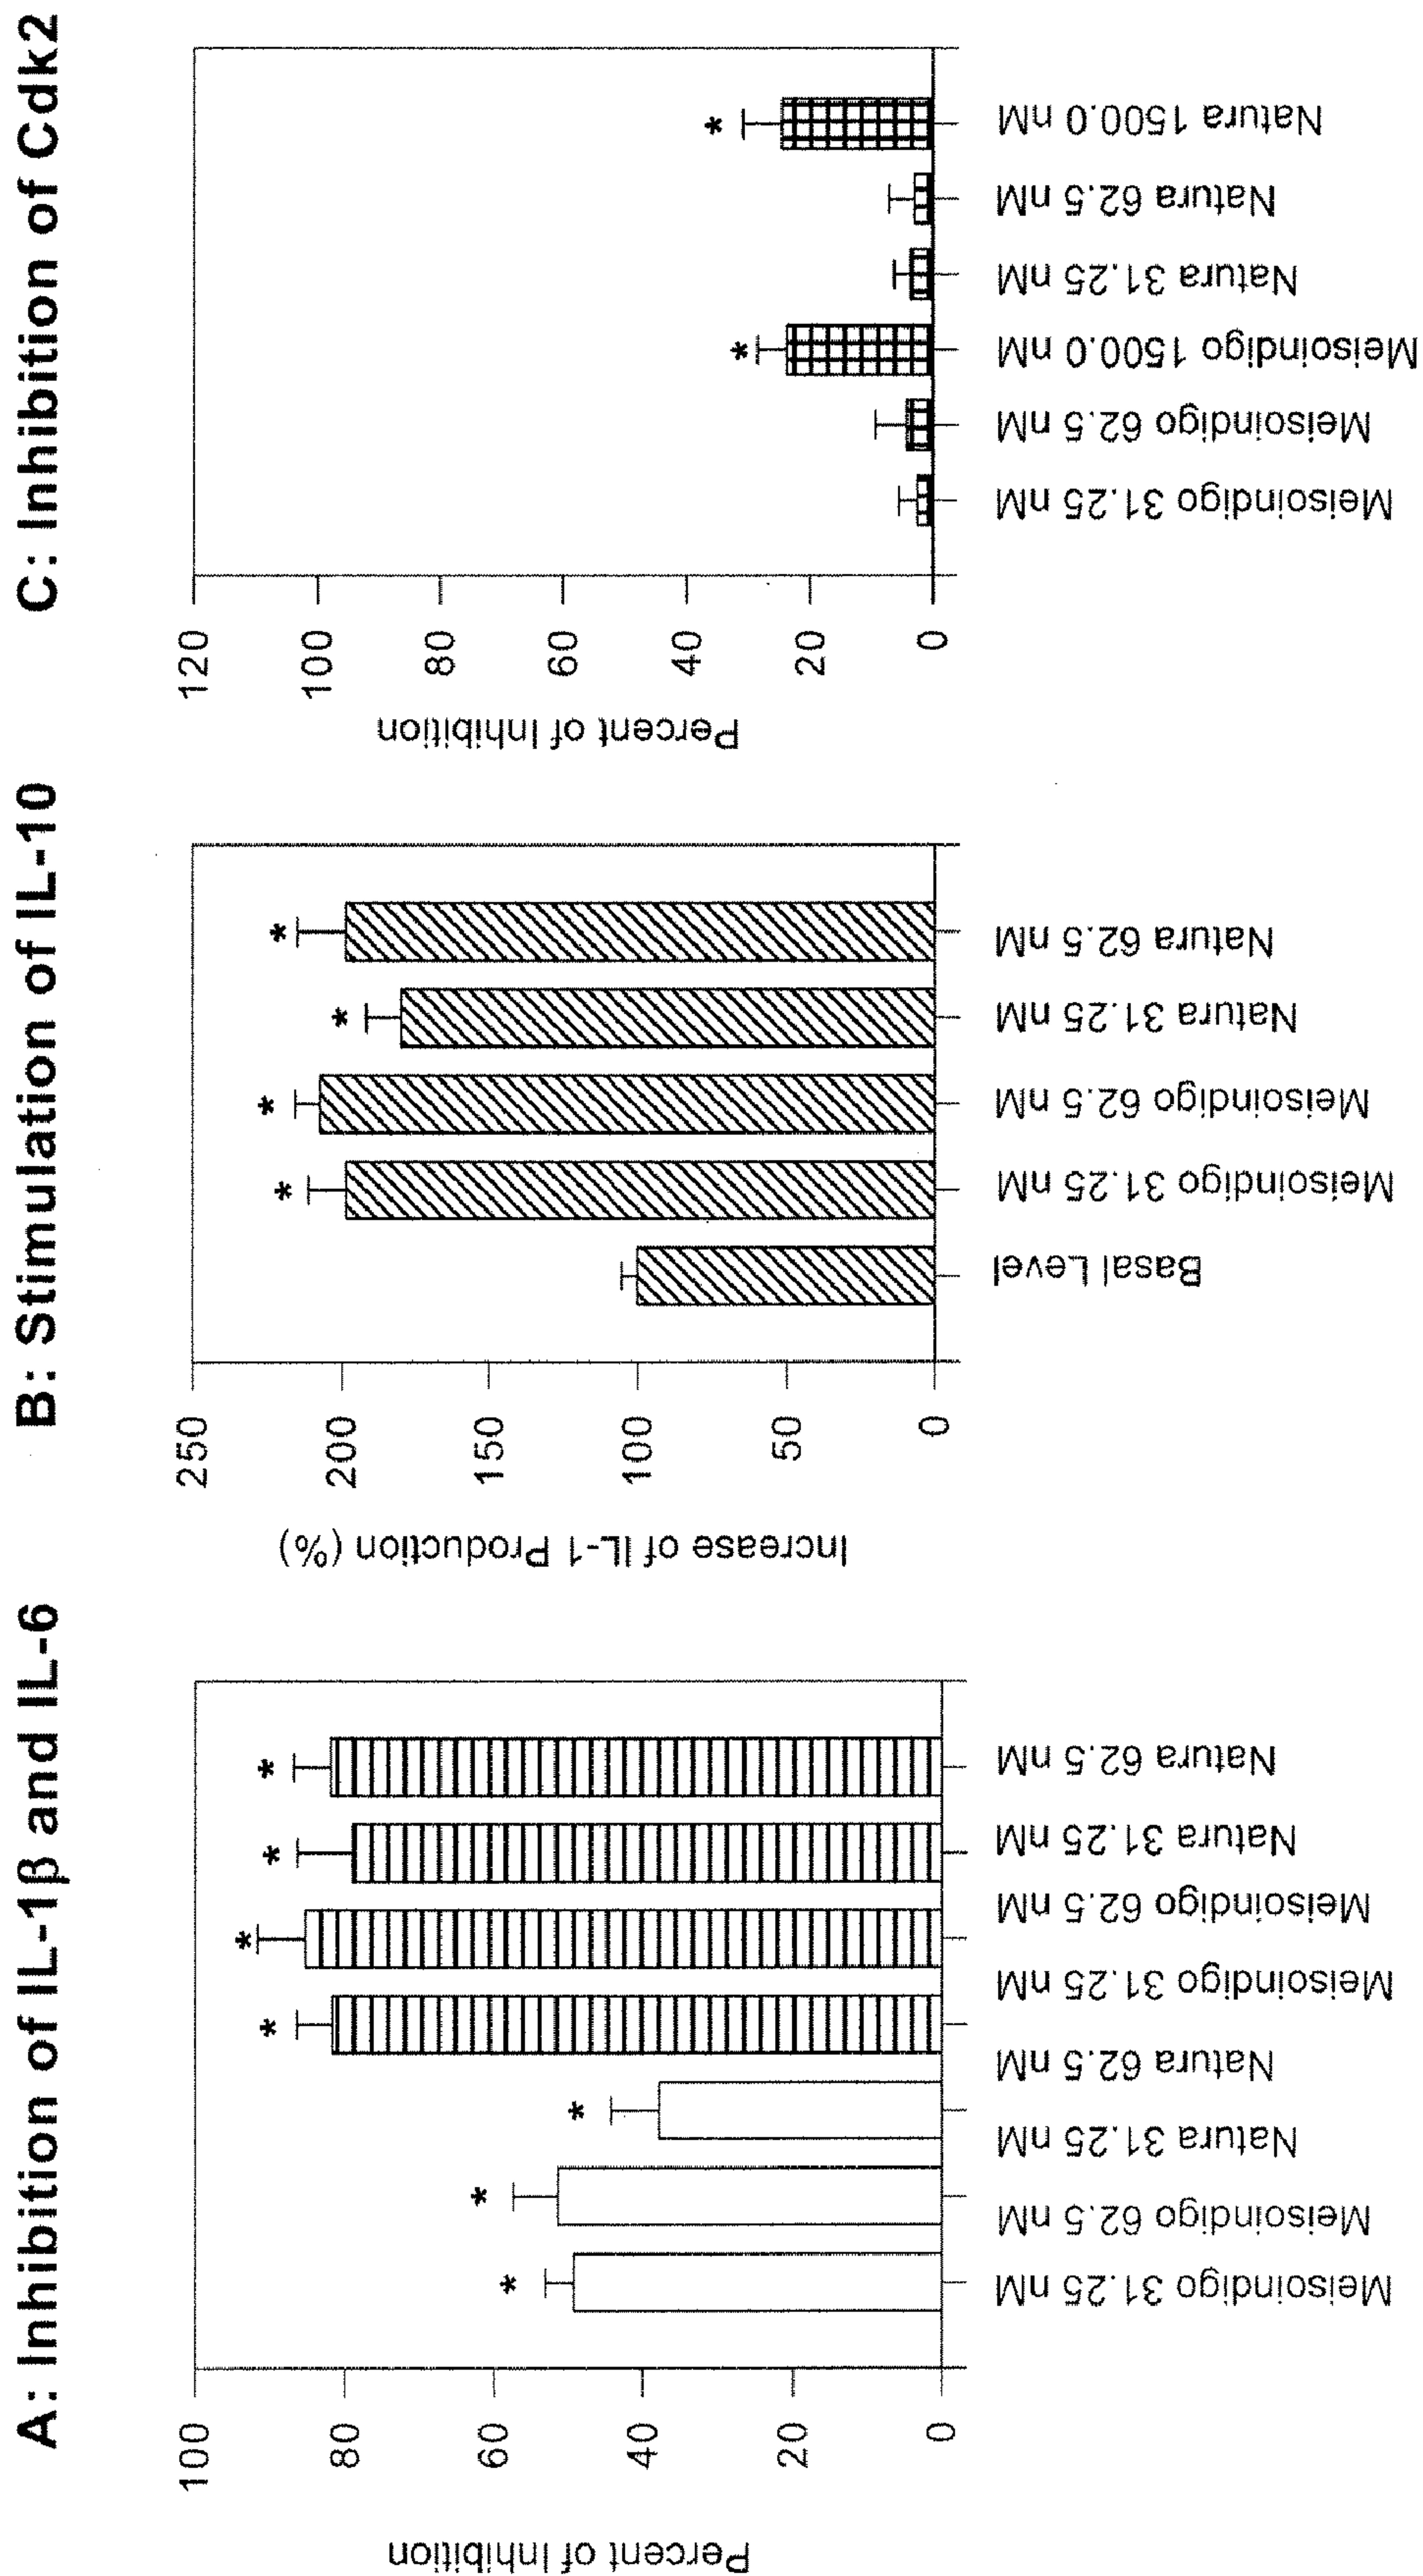 A: Inhibition of IL-1β and IL-6
Percent of Inhibition
100
80
60
40
20
0
Meisoindigo 31.25 nM
Meisoindigo 62.5 nM
Natura 31.25 nM
Natura 62.5 nM
Meisoindigo 31.25 nM
Meisoindigo 62.5 nM
Natura 31.25 nM
Natura 62.5 nM
*
*
*
*
*
*
*
B: Stimulation of IL-10
Increase of IL-1 Production (%)
250
200
150
100
50
0
Basal Level
Meisoindigo 31.25 nM
Meisoindigo 62.5 nM
Natura 31.25 nM
Natura 62.5 nM
*
*
*
*
C: Inhibition of Cdk2
Percent of Inhibition
120
100
80
60
40
20
0
Meisoindigo 31.25 nM
Meisoindigo 62.5 nM
Meisoindigo 1500.0 nM
Natura 31.25 nM
Natura 62.5 nM
Natura 1500.0 nM
*
*